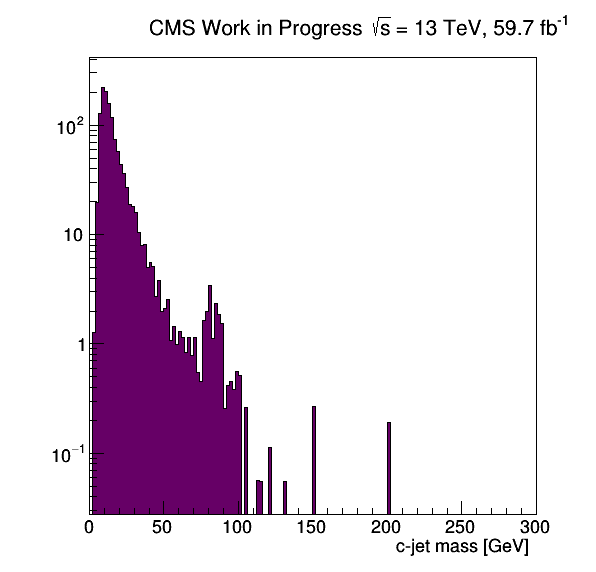 CMS Work in Progress √s = 13 TeV, 59.7 fb⁻¹
10²
10
1
10⁻¹
0 50 100 150 200 250 300
c-jet mass [GeV]